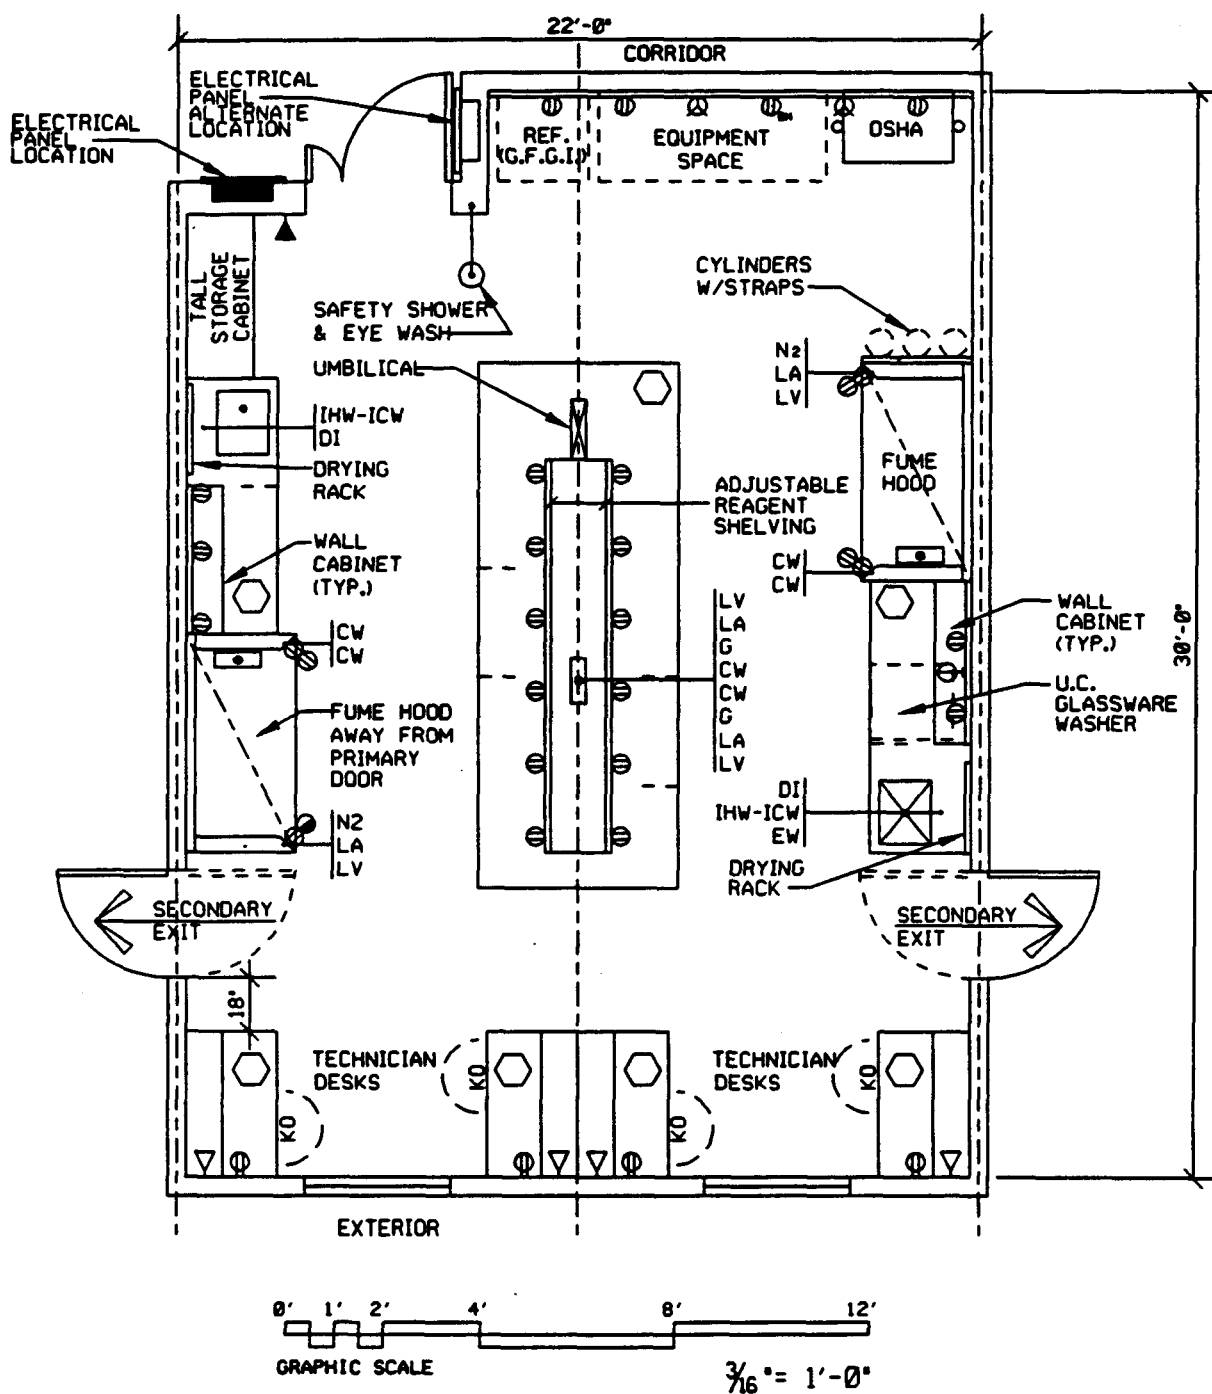 22'-0"
CORRIDOR
ELECTRICAL
PANEL
ALTERNATE
LOCATION
ELECTRICAL
PANEL
LOCATION
REF.
(G.F.G.I.)
EQUIPMENT
SPACE
OSHA
TALL
STORAGE
CABINET
SAFETY SHOWER
& EYE WASH
CYLINDERS
W/STRAPS
UMBILICAL
N2
LA
LV
IHW-ICW
DI
DRYING
RACK
FUME
HOOD
ADJUSTABLE
REAGENT
SHELVING
WALL
CABINET
(TYP.)
CW
CW
LV
LA
G
CW
CW
G
LA
LV
WALL
CABINET
(TYP.)
CW
CW
30'-0"
U.C.
GLASSWARE
WASHER
FUME HOOD
AWAY FROM
PRIMARY
DOOR
DI
IHW-ICW
EW
N2
LA
LV
DRYING
RACK
SECONDARY
EXIT
SECONDARY
EXIT
18"
TECHNICIAN
DESKS
TECHNICIAN
DESKS
KO
KO
KO
KO
EXTERIOR
0' 1' 2' 4' 8' 12'
GRAPHIC SCALE
3/16 "= 1'-0"